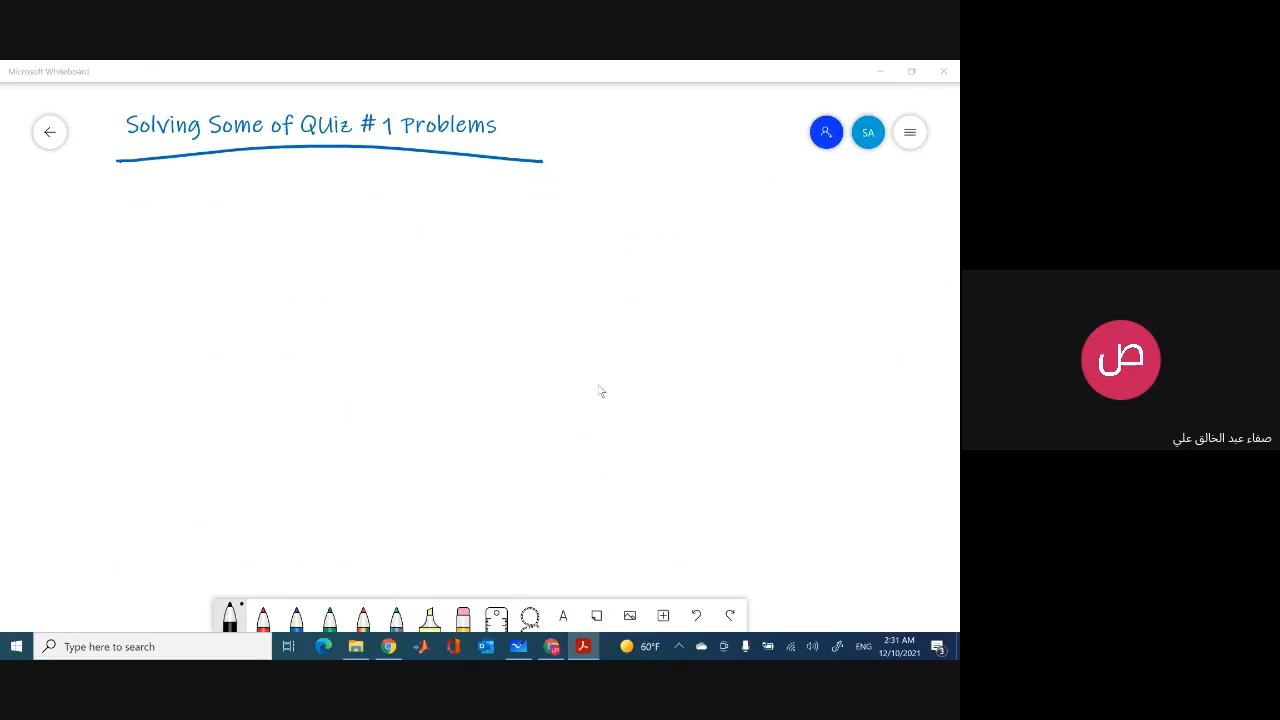 Microsoft Whiteboard
Solving Some of QUiz # 1 Problems
SA
ص
صفاء عبد الخالق علي
A
Type here to search
60°F
ENG
2:31 AM
12/10/2021
3